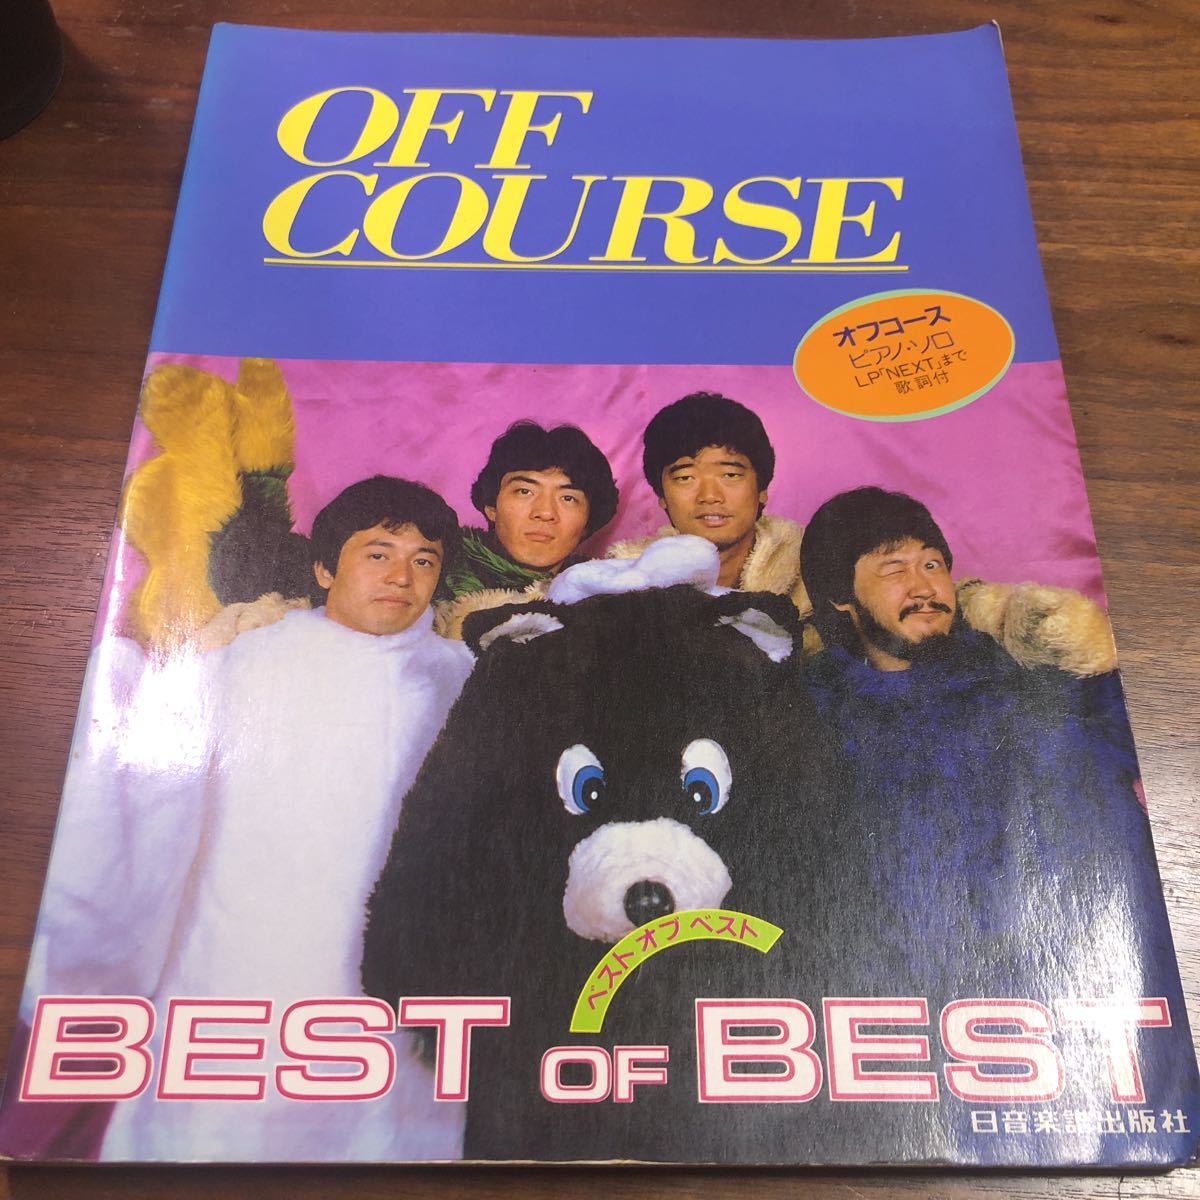 OFF
COURSE
オフコース
ピアノ・ソロ
LP「NEXT」まで
歌詞付
ベスト オブ ベスト
BEST OF BEST
日音楽譜出版社